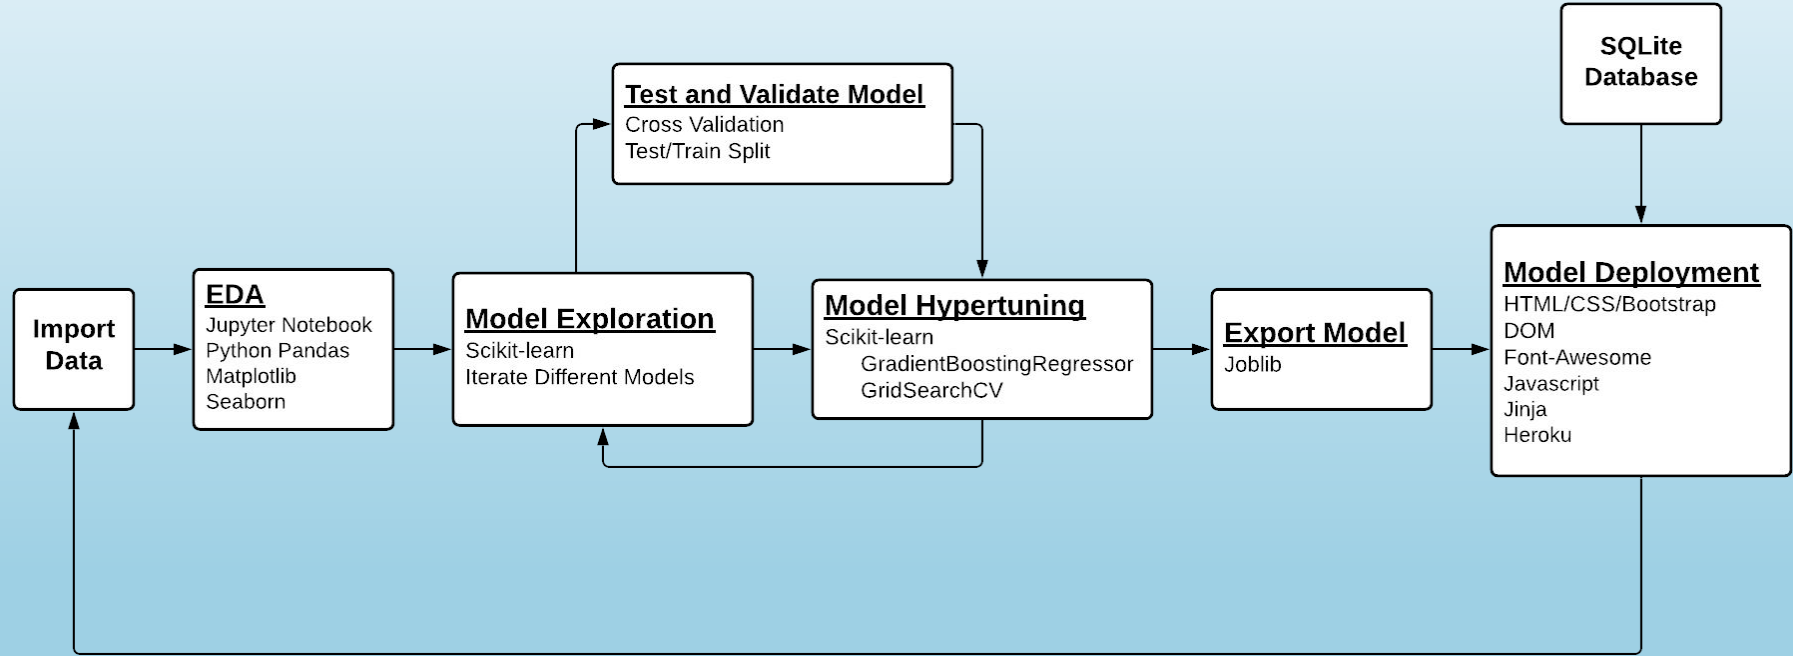 SQLite
Database
Test and Validate Model
Cross Validation
Test/Train Split
Import
Data
EDA
Jupyter Notebook
Python Pandas
Matplotlib
Seaborn
Model Exploration
Scikit-learn
Iterate Different Models
Model Hypertuning
Scikit-learn
GradientBoostingRegressor
GridSearchCV
Export Model
Joblib
Model Deployment
HTML/CSS/Bootstrap
DOM
Font-Awesome
Javascript
Jinja
Heroku